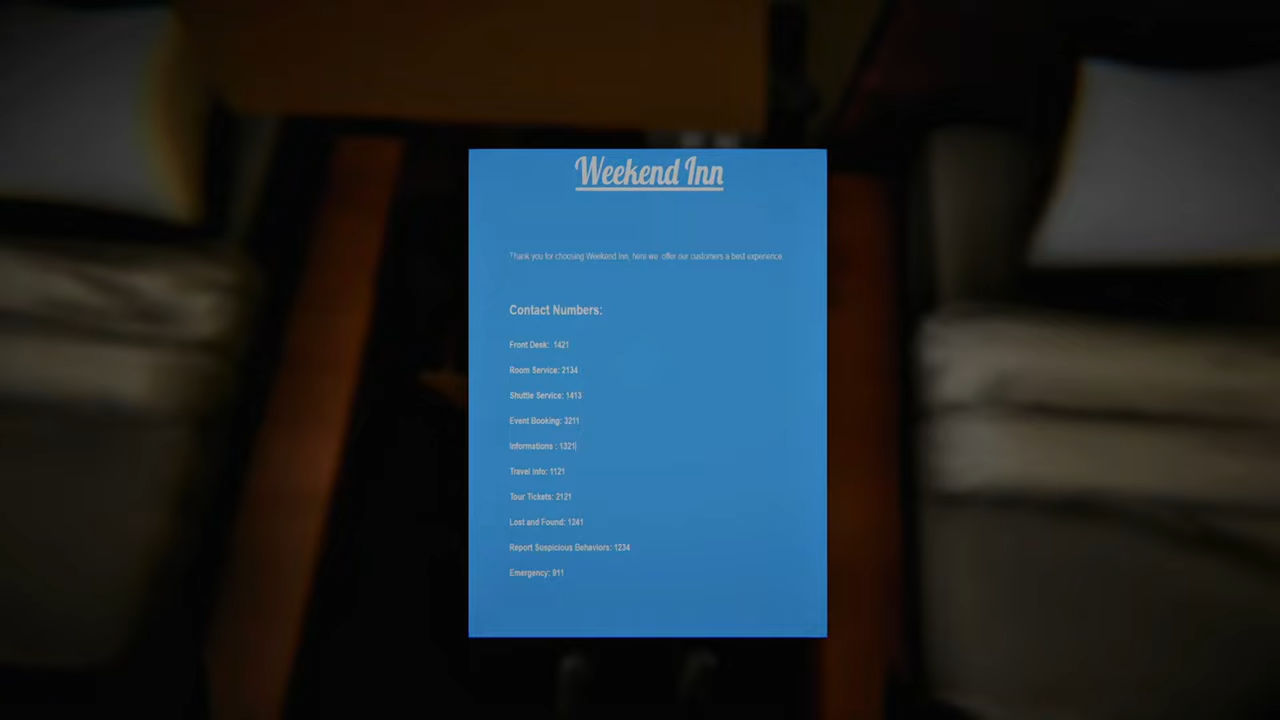 Weekend Inn
Thank you for choosing Weekend Inn, here we offer our customers a best experience.
Contact Numbers:
Front Desk: 1421
Room Service: 2134
Shuttle Service: 1413
Event Booking: 3211
Informations : 1321
Travel Info: 1121
Tour Tickets: 2121
Lost and Found: 1241
Report Suspicious Behaviors: 1234
Emergency: 911